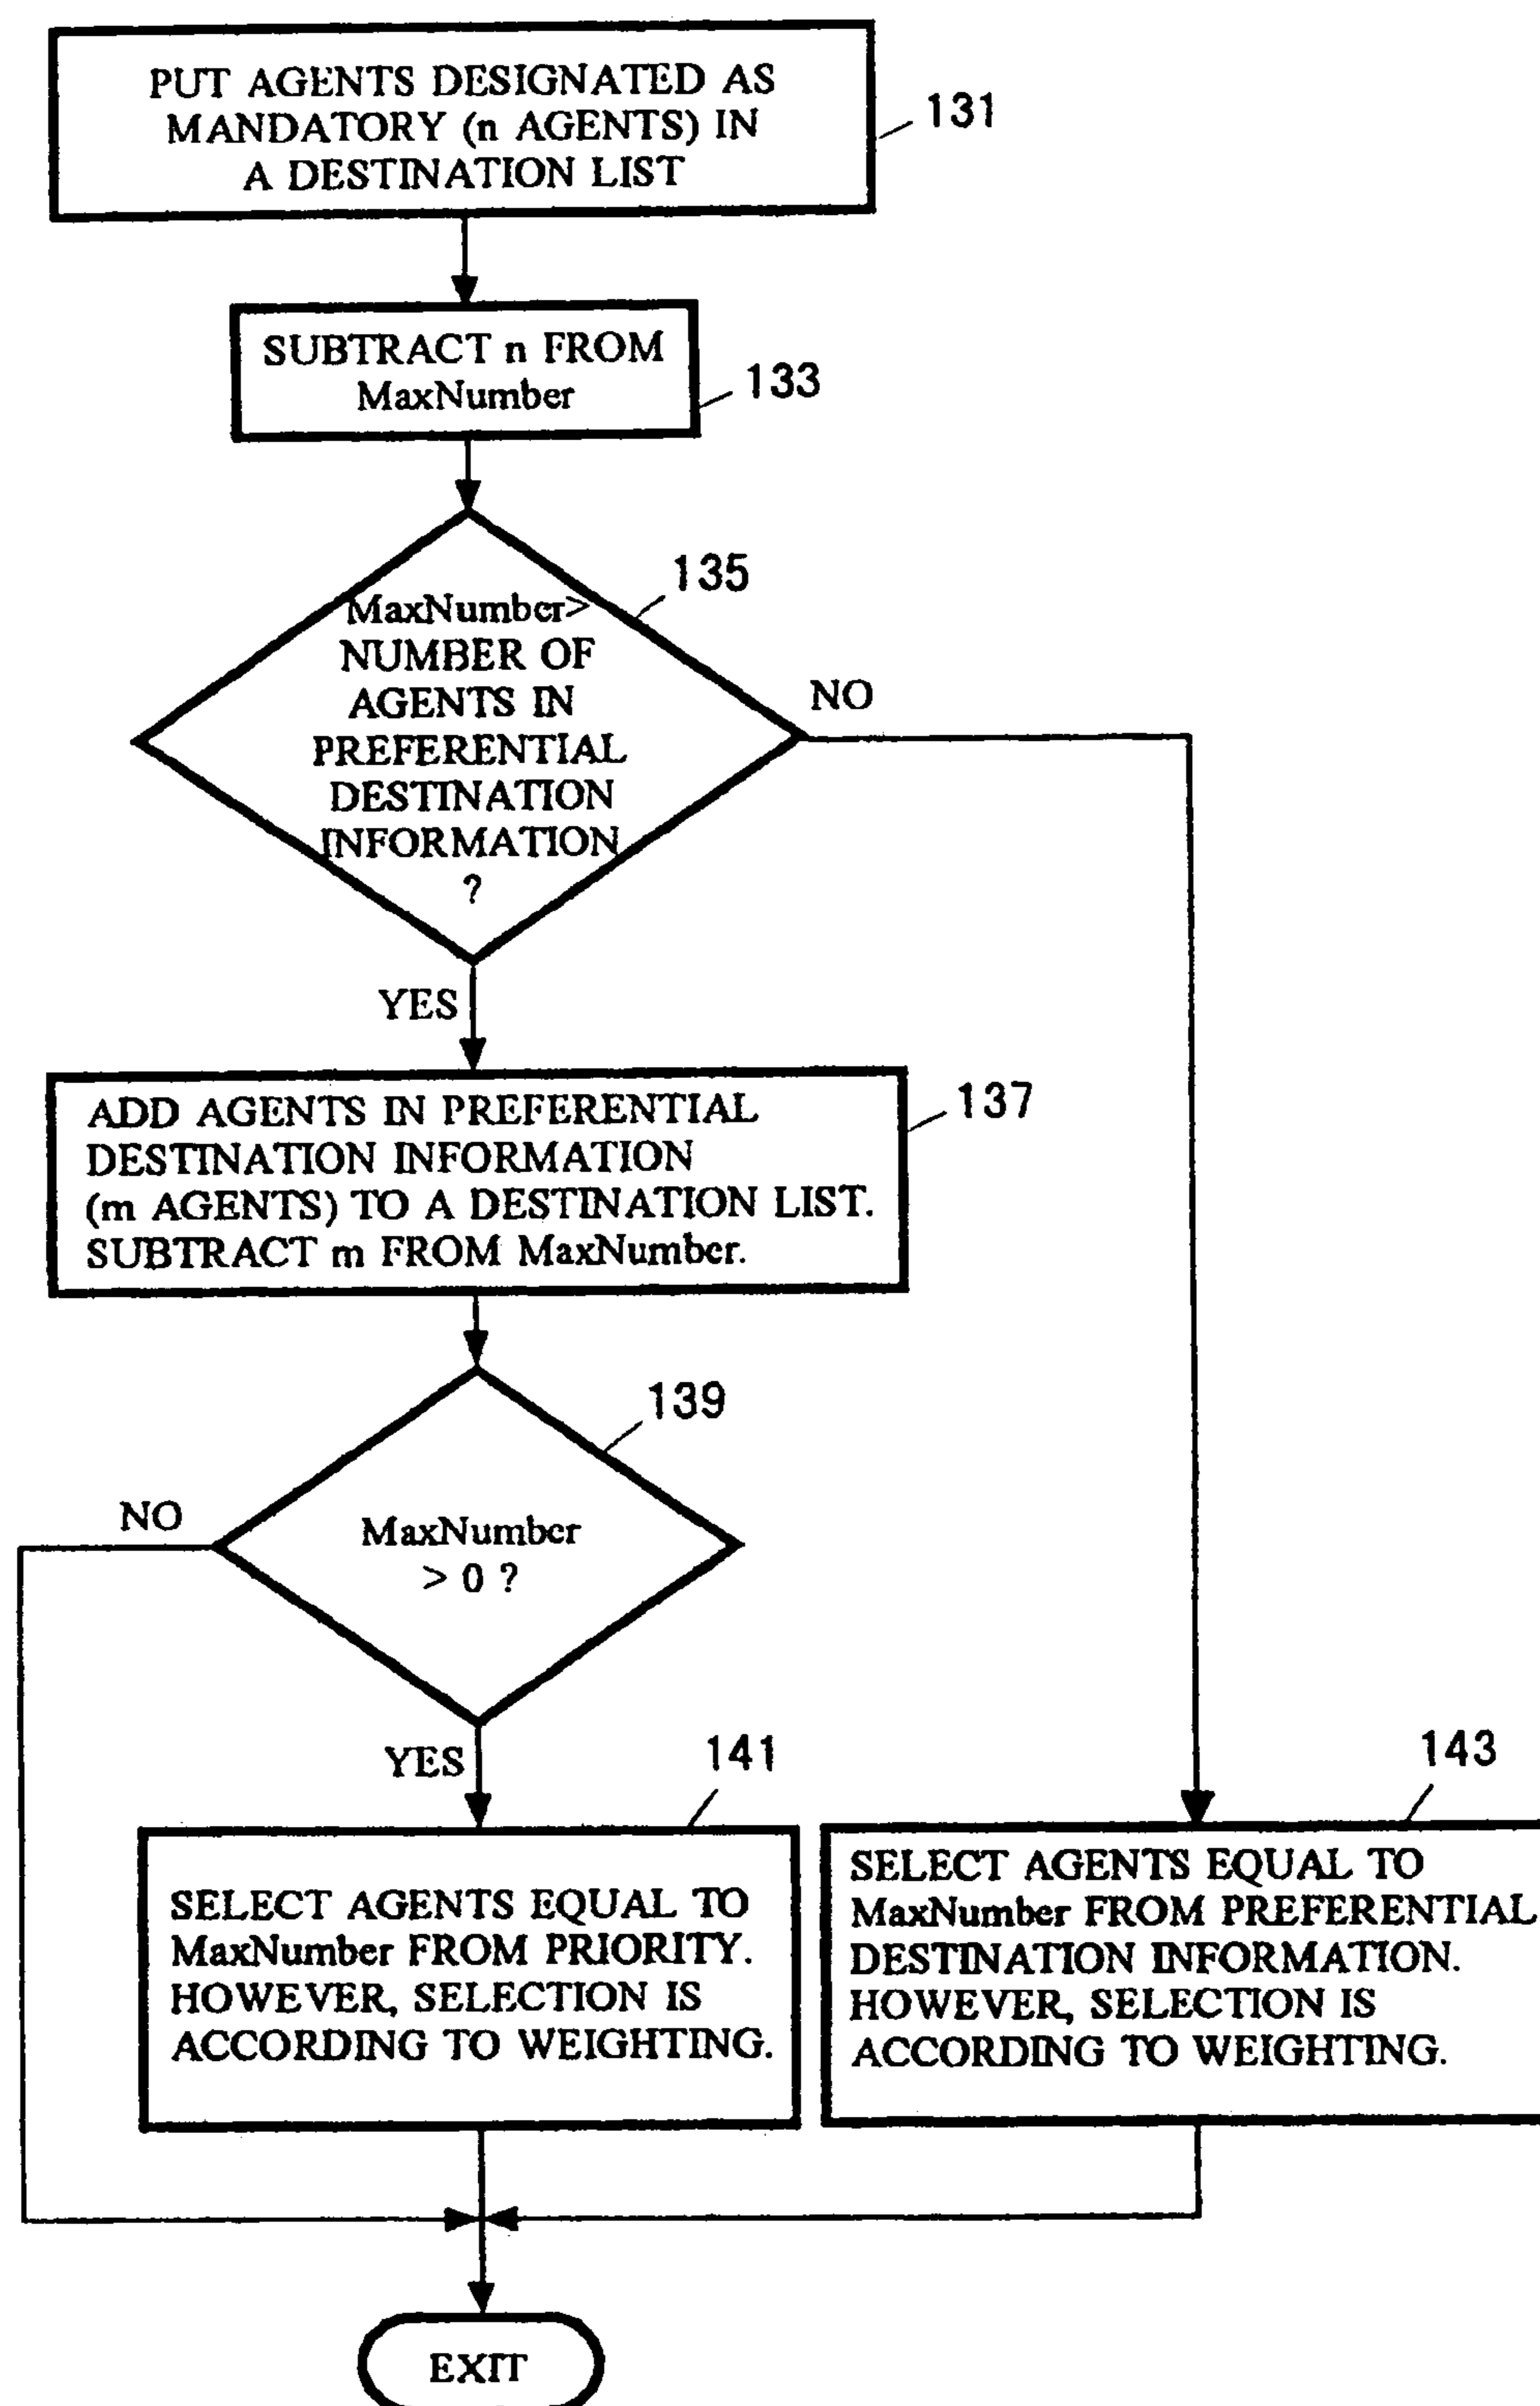 PUT AGENTS DESIGNATED AS
MANDATORY (n AGENTS) IN
A DESTINATION LIST
131
SUBTRACT n FROM
MaxNumber
133
135
MaxNumber>
NUMBER OF
AGENTS IN
PREFERENTIAL
DESTINATION
INFORMATION
?
NO
YES
ADD AGENTS IN PREFERENTIAL
DESTINATION INFORMATION
(m AGENTS) TO A DESTINATION LIST.
SUBTRACT m FROM MaxNumber.
137
139
NO
MaxNumber
> 0 ?
YES
141
SELECT AGENTS EQUAL TO
MaxNumber FROM PRIORITY.
HOWEVER, SELECTION IS
ACCORDING TO WEIGHTING.
143
SELECT AGENTS EQUAL TO
MaxNumber FROM PREFERENTIAL
DESTINATION INFORMATION.
HOWEVER, SELECTION IS
ACCORDING TO WEIGHTING.
EXIT